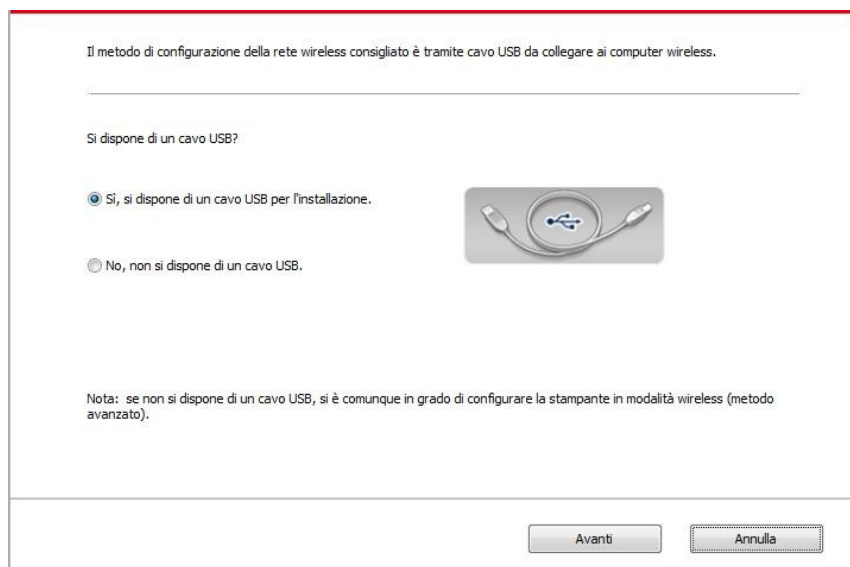 Il metodo di configurazione della rete wireless consigliato è tramite cavo USB da collegare ai computer wireless.
Si dispone di un cavo USB?
Sì, si dispone di un cavo USB per l'installazione.
No, non si dispone di un cavo USB.
Nota: se non si dispone di un cavo USB, si è comunque in grado di configurare la stampante in modalità wireless (metodo
avanzato).
Avanti
Annulla